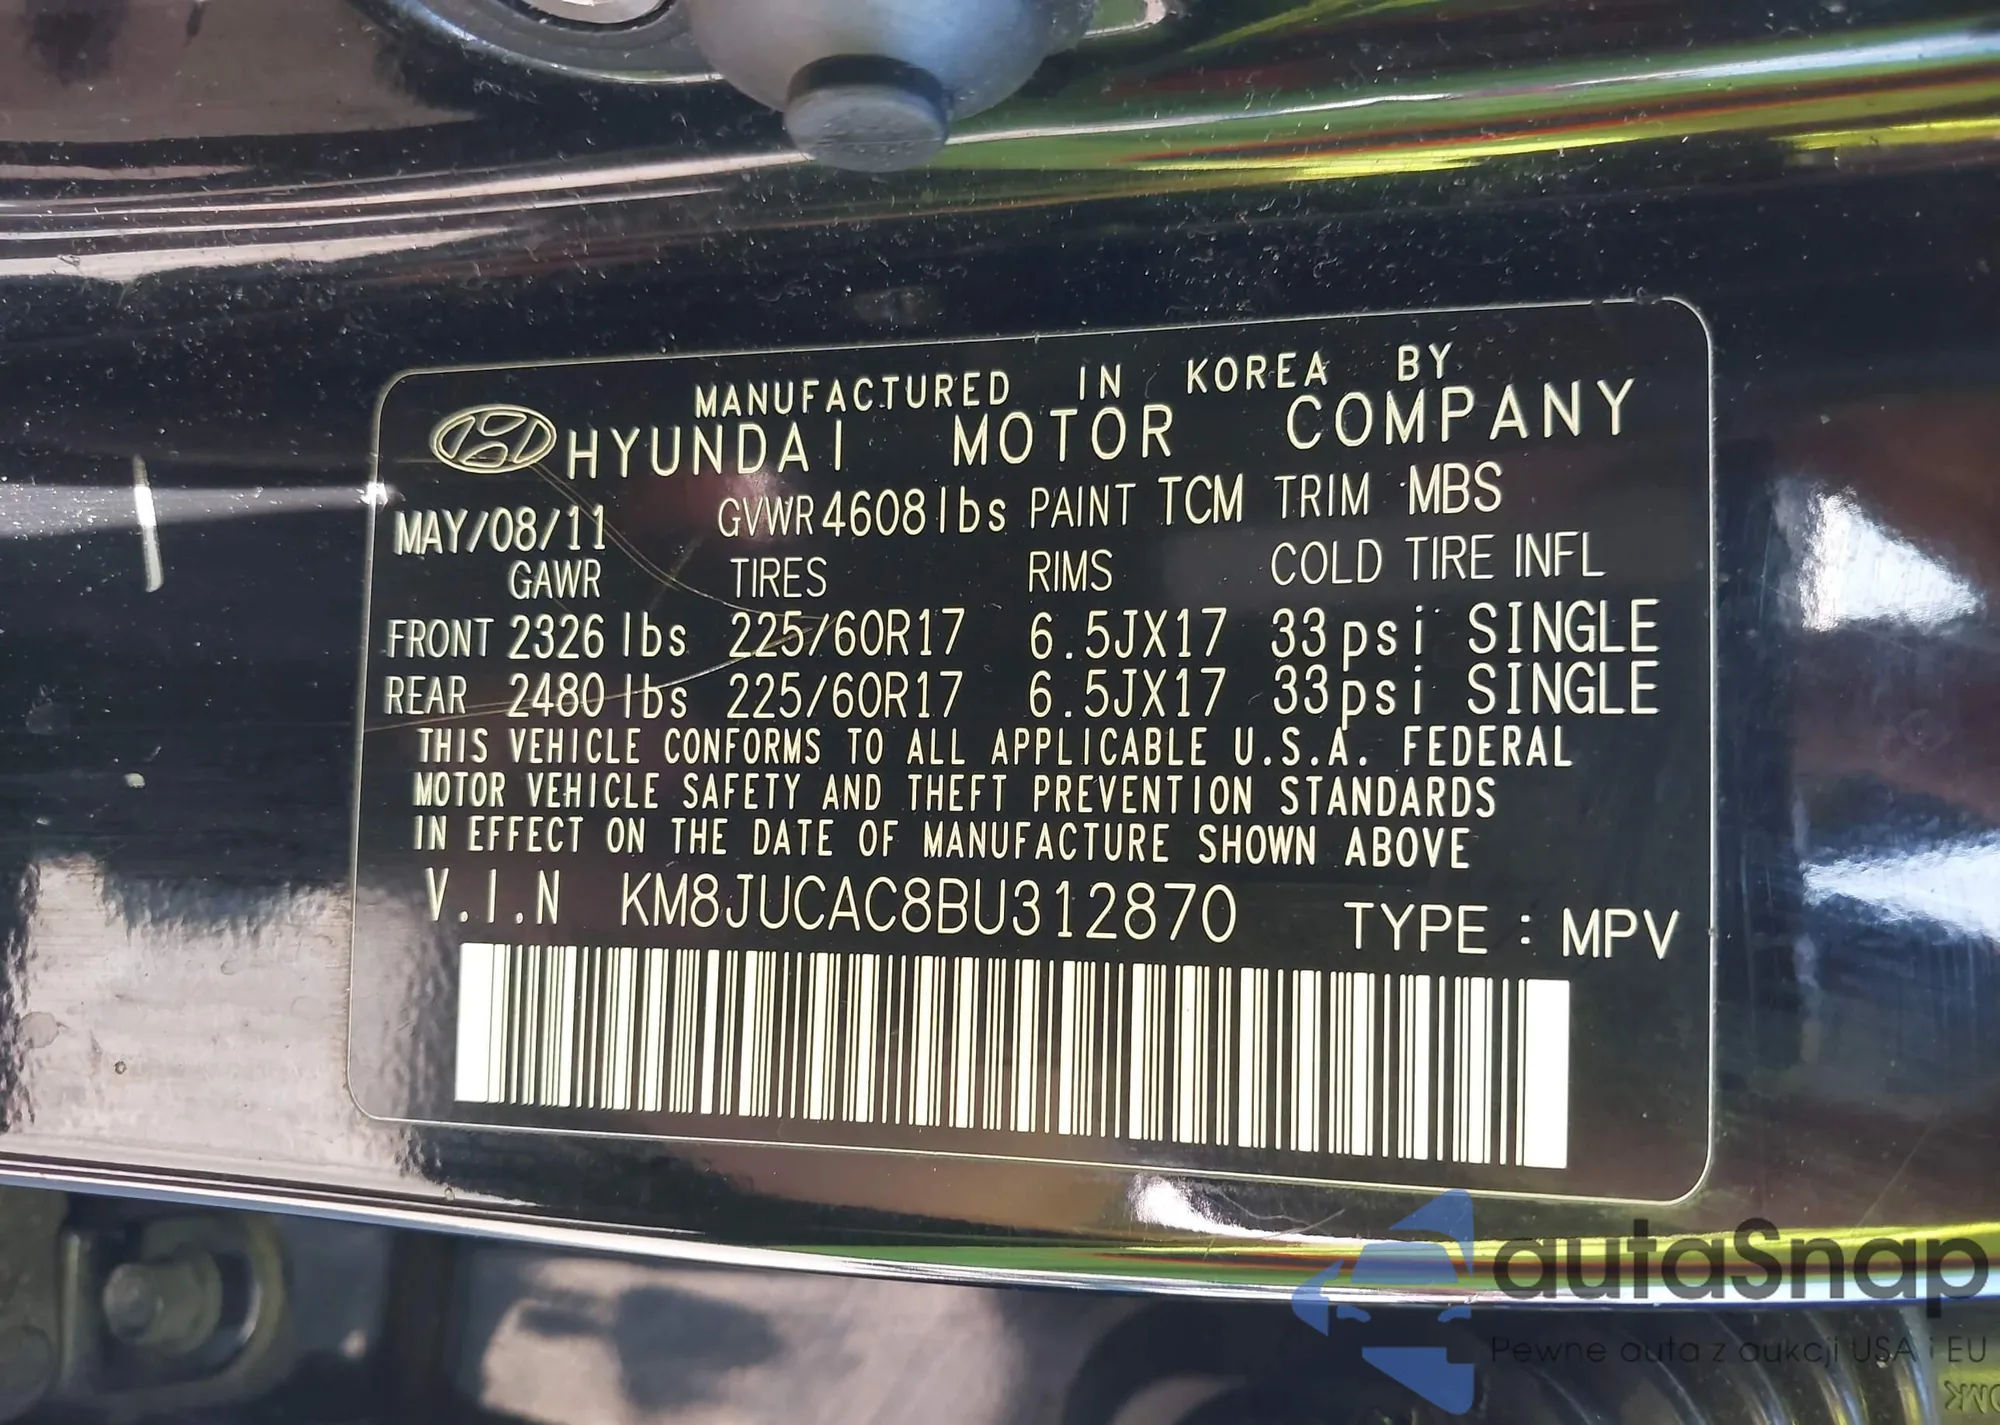 MANUFACTURED IN KOREA BY
HYUNDAI MOTOR COMPANY
MAY/08/11 GVWR 4608 lbs PAINT TCM TRIM MBS
GAWR TIRES RIMS COLD TIRE INFL
FRONT 2326 lbs 225/60R17 6.5JX17 33psi SINGLE
REAR 2480 lbs 225/60R17 6.5JX17 33psi SINGLE
THIS VEHICLE CONFORMS TO ALL APPLICABLE U.S.A. FEDERAL
MOTOR VEHICLE SAFETY AND THEFT PREVENTION STANDARDS
IN EFFECT ON THE DATE OF MANUFACTURE SHOWN ABOVE
V.I.N KM8JUCAC8BU312870 TYPE : MPV
autaSnap
Pewne auta z aukcji USA i EU